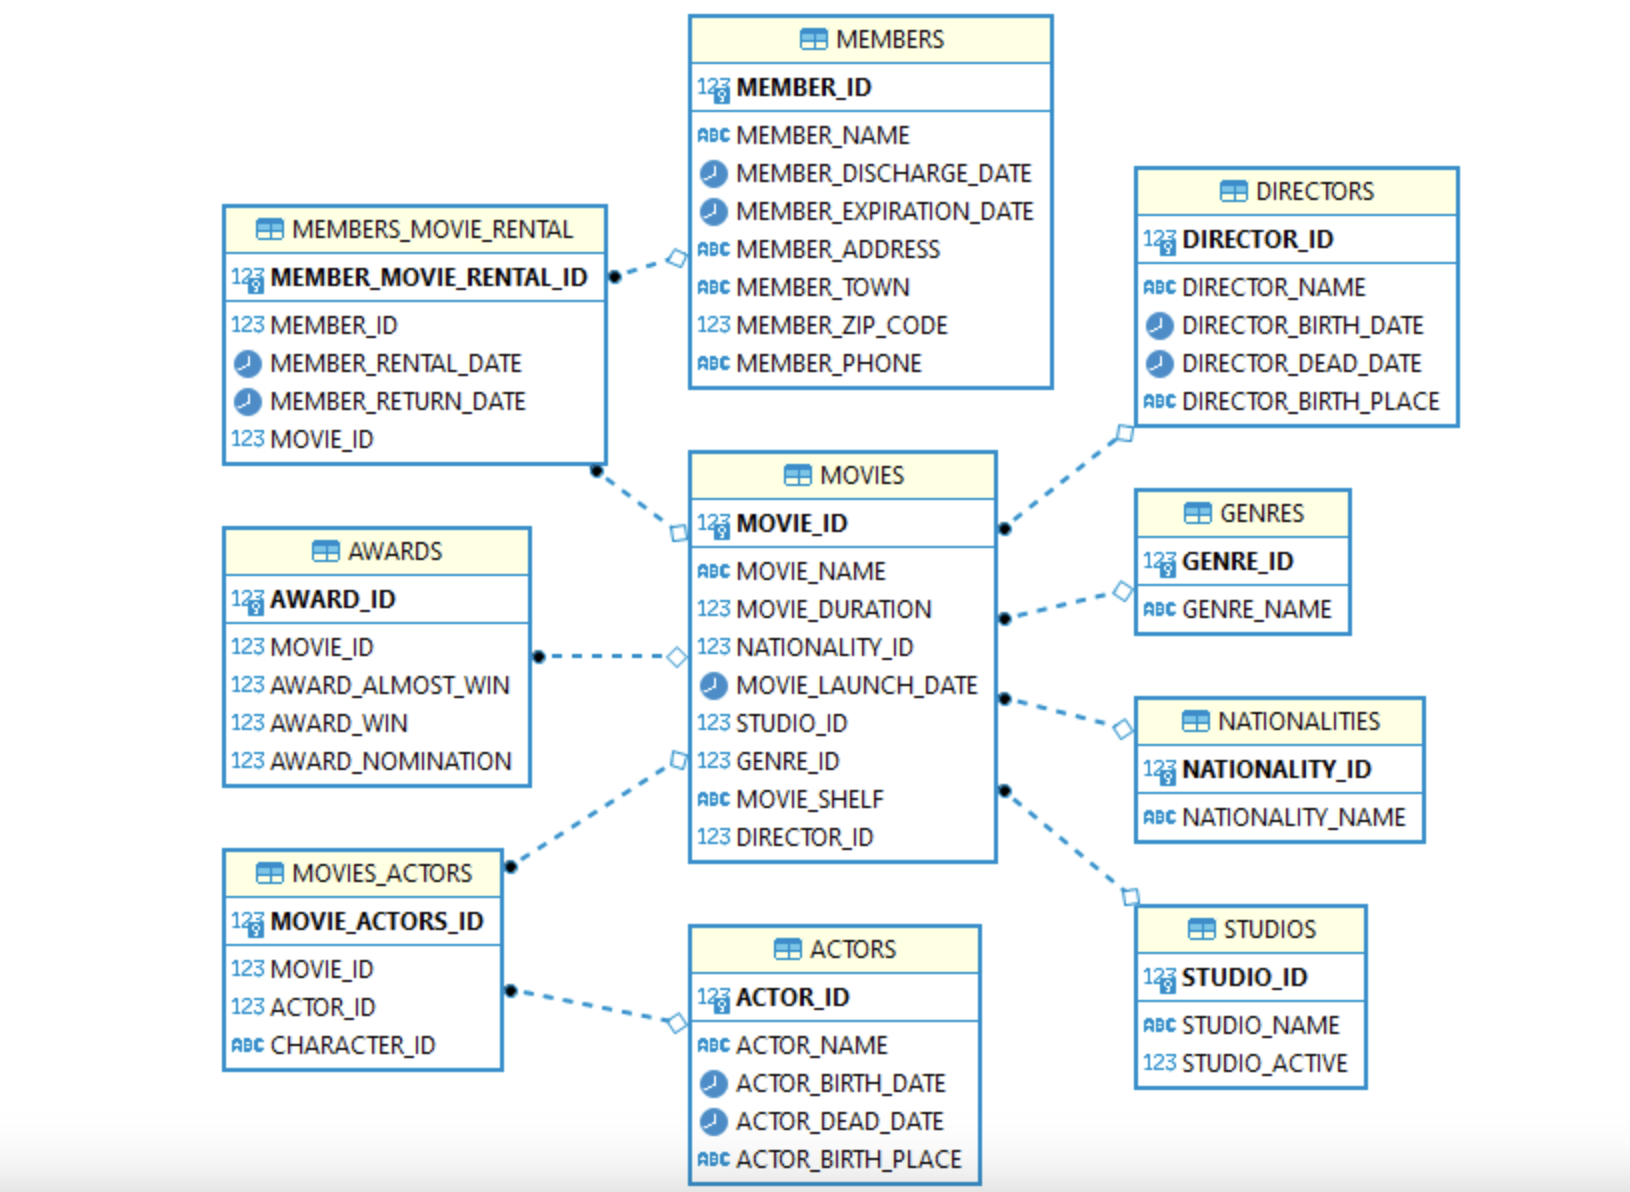 MEMBERS
123 MEMBER_ID
ABC MEMBER_NAME
MEMBER_DISCHARGE_DATE
MEMBER_EXPIRATION_DATE
ABC MEMBER_ADDRESS
ABC MEMBER_TOWN
123 MEMBER_ZIP_CODE
ABC MEMBER_PHONE
MEMBERS_MOVIE_RENTAL
123 MEMBER_MOVIE_RENTAL_ID
123 MEMBER_ID
MEMBER_RENTAL_DATE
MEMBER_RETURN_DATE
123 MOVIE_ID
DIRECTORS
123 DIRECTOR_ID
ABC DIRECTOR_NAME
DIRECTOR_BIRTH_DATE
DIRECTOR_DEAD_DATE
ABC DIRECTOR_BIRTH_PLACE
MOVIES
123 MOVIE_ID
ABC MOVIE_NAME
123 MOVIE_DURATION
123 NATIONALITY_ID
MOVIE_LAUNCH_DATE
123 STUDIO_ID
123 GENRE_ID
ABC MOVIE_SHELF
123 DIRECTOR_ID
GENRES
123 GENRE_ID
ABC GENRE_NAME
AWARDS
123 AWARD_ID
123 MOVIE_ID
123 AWARD_ALMOST_WIN
123 AWARD_WIN
123 AWARD_NOMINATION
NATIONALITIES
123 NATIONALITY_ID
ABC NATIONALITY_NAME
MOVIES_ACTORS
123 MOVIE_ACTORS_ID
123 MOVIE_ID
123 ACTOR_ID
ABC CHARACTER_ID
ACTORS
123 ACTOR_ID
ABC ACTOR_NAME
ACTOR_BIRTH_DATE
ACTOR_DEAD_DATE
ABC ACTOR_BIRTH_PLACE
STUDIOS
123 STUDIO_ID
ABC STUDIO_NAME
123 STUDIO_ACTIVE